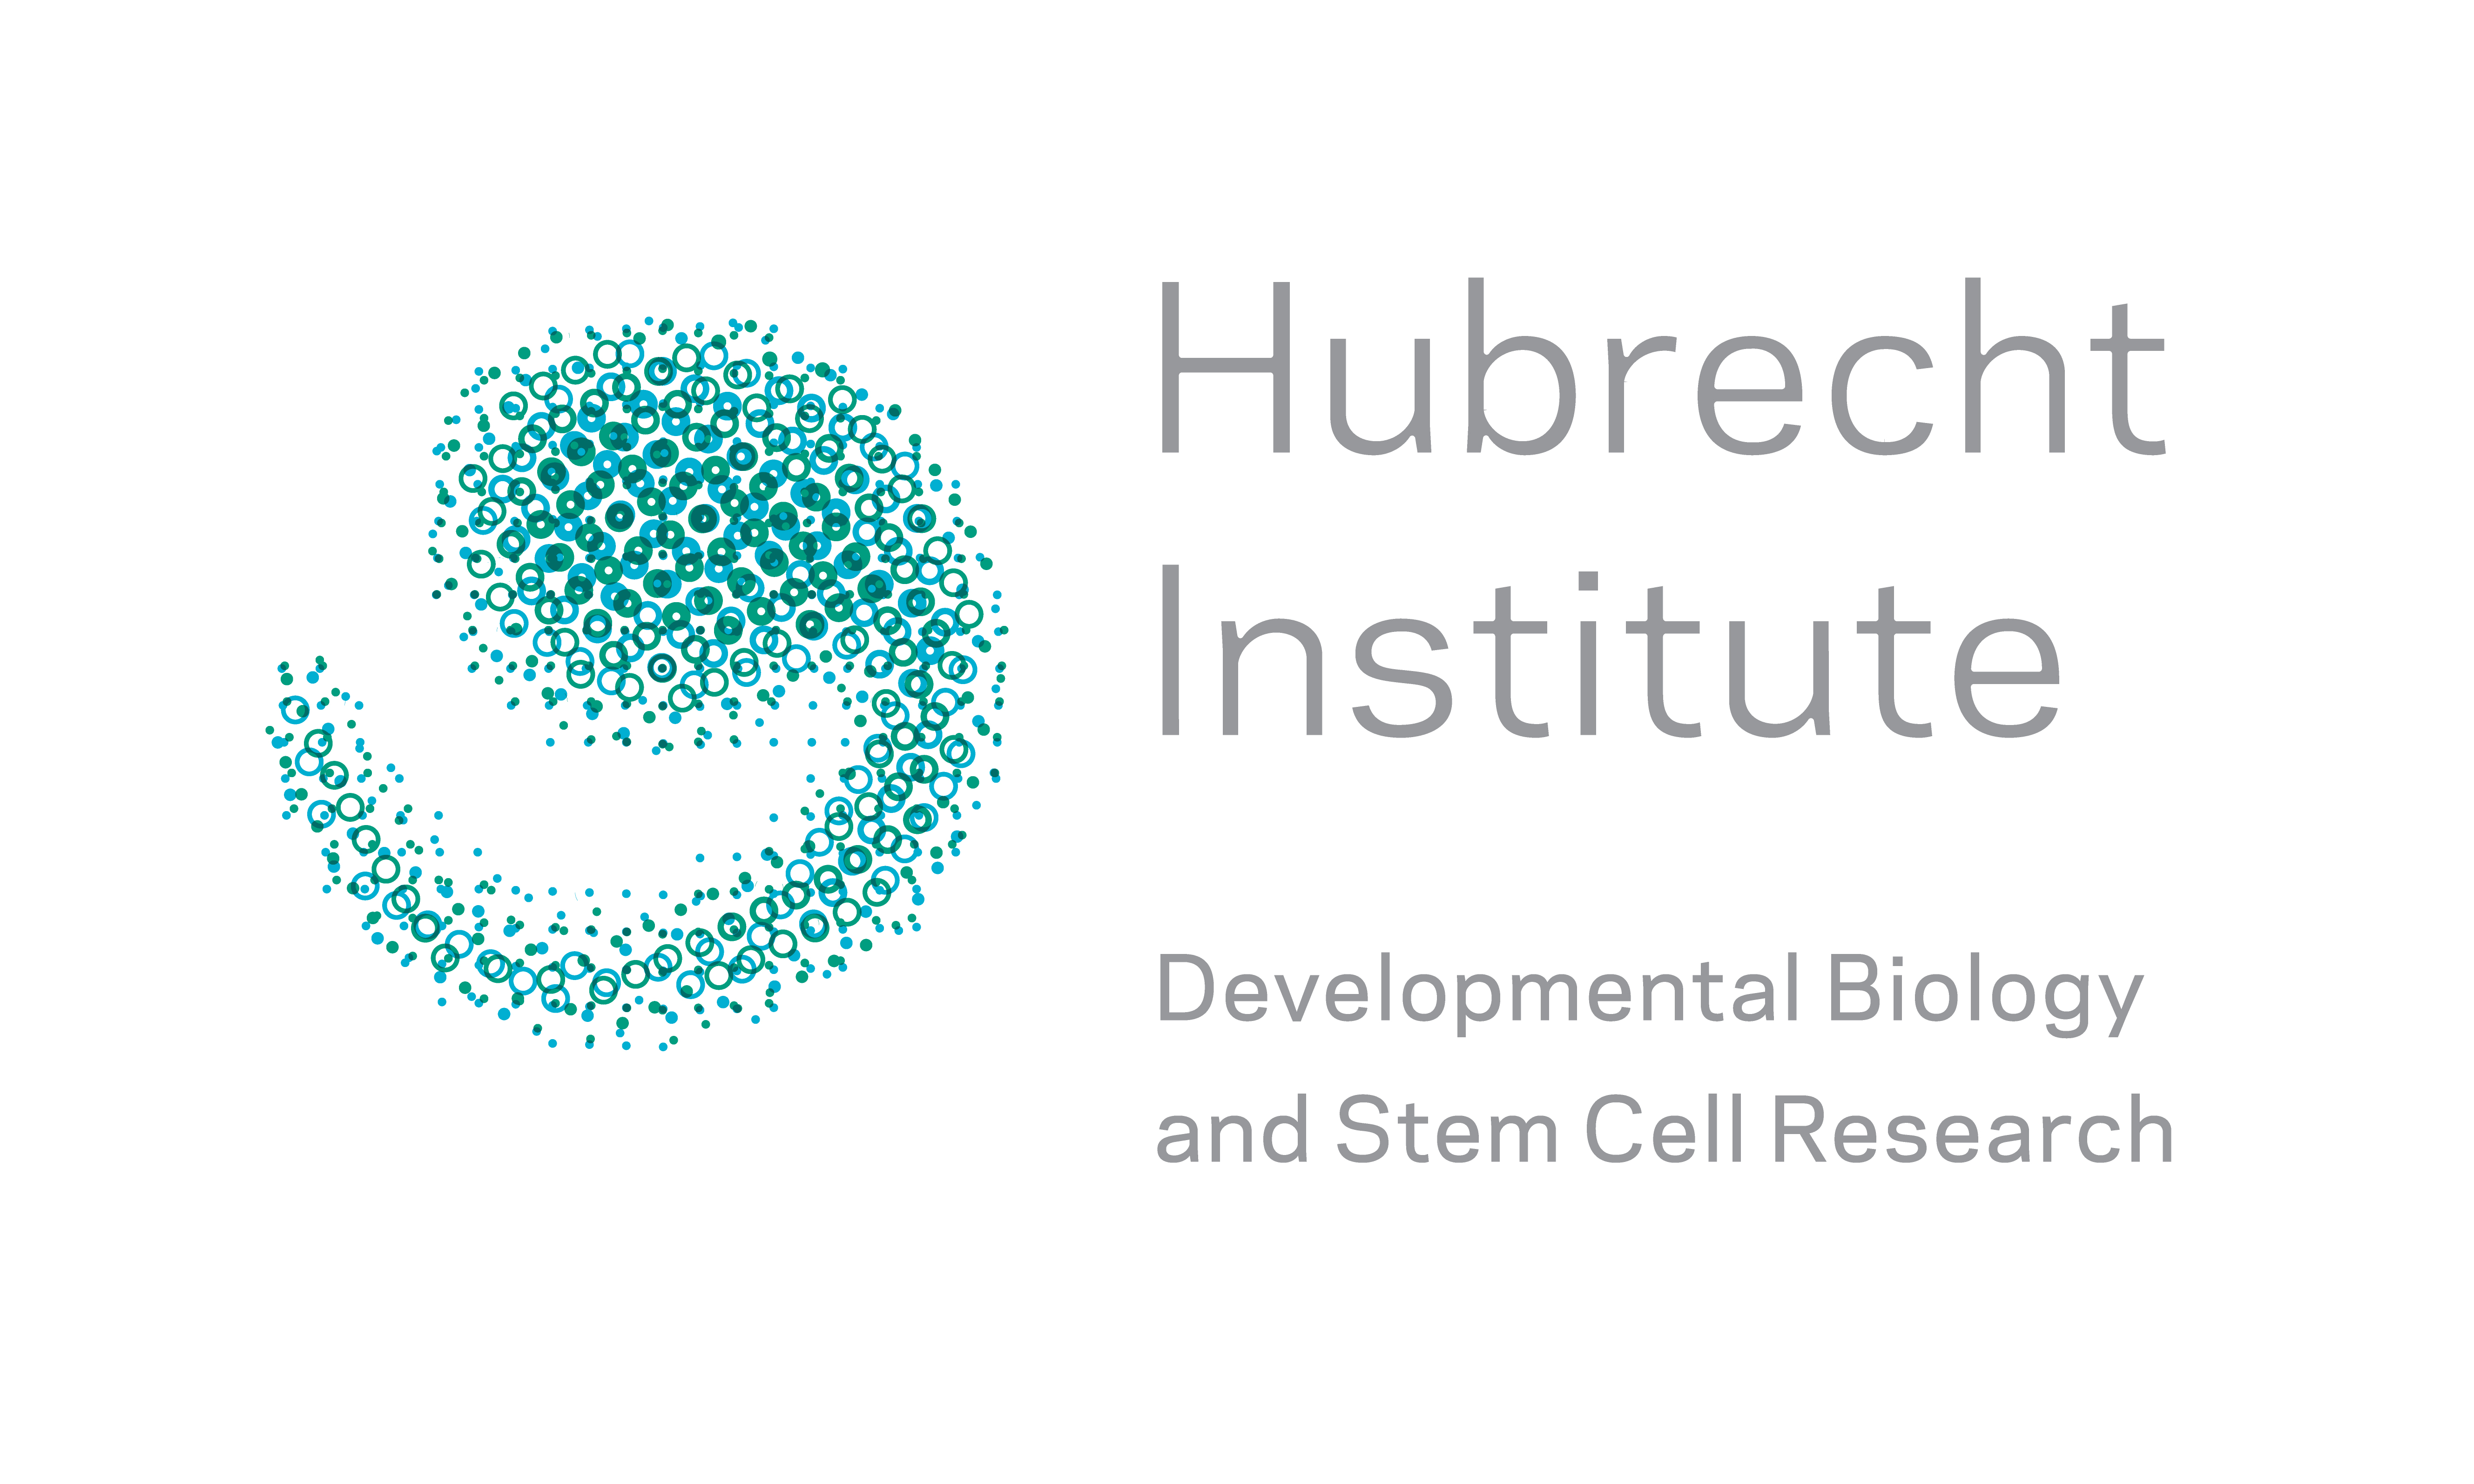 Hubrecht
Institute
Developmental Biology
and Stem Cell Research